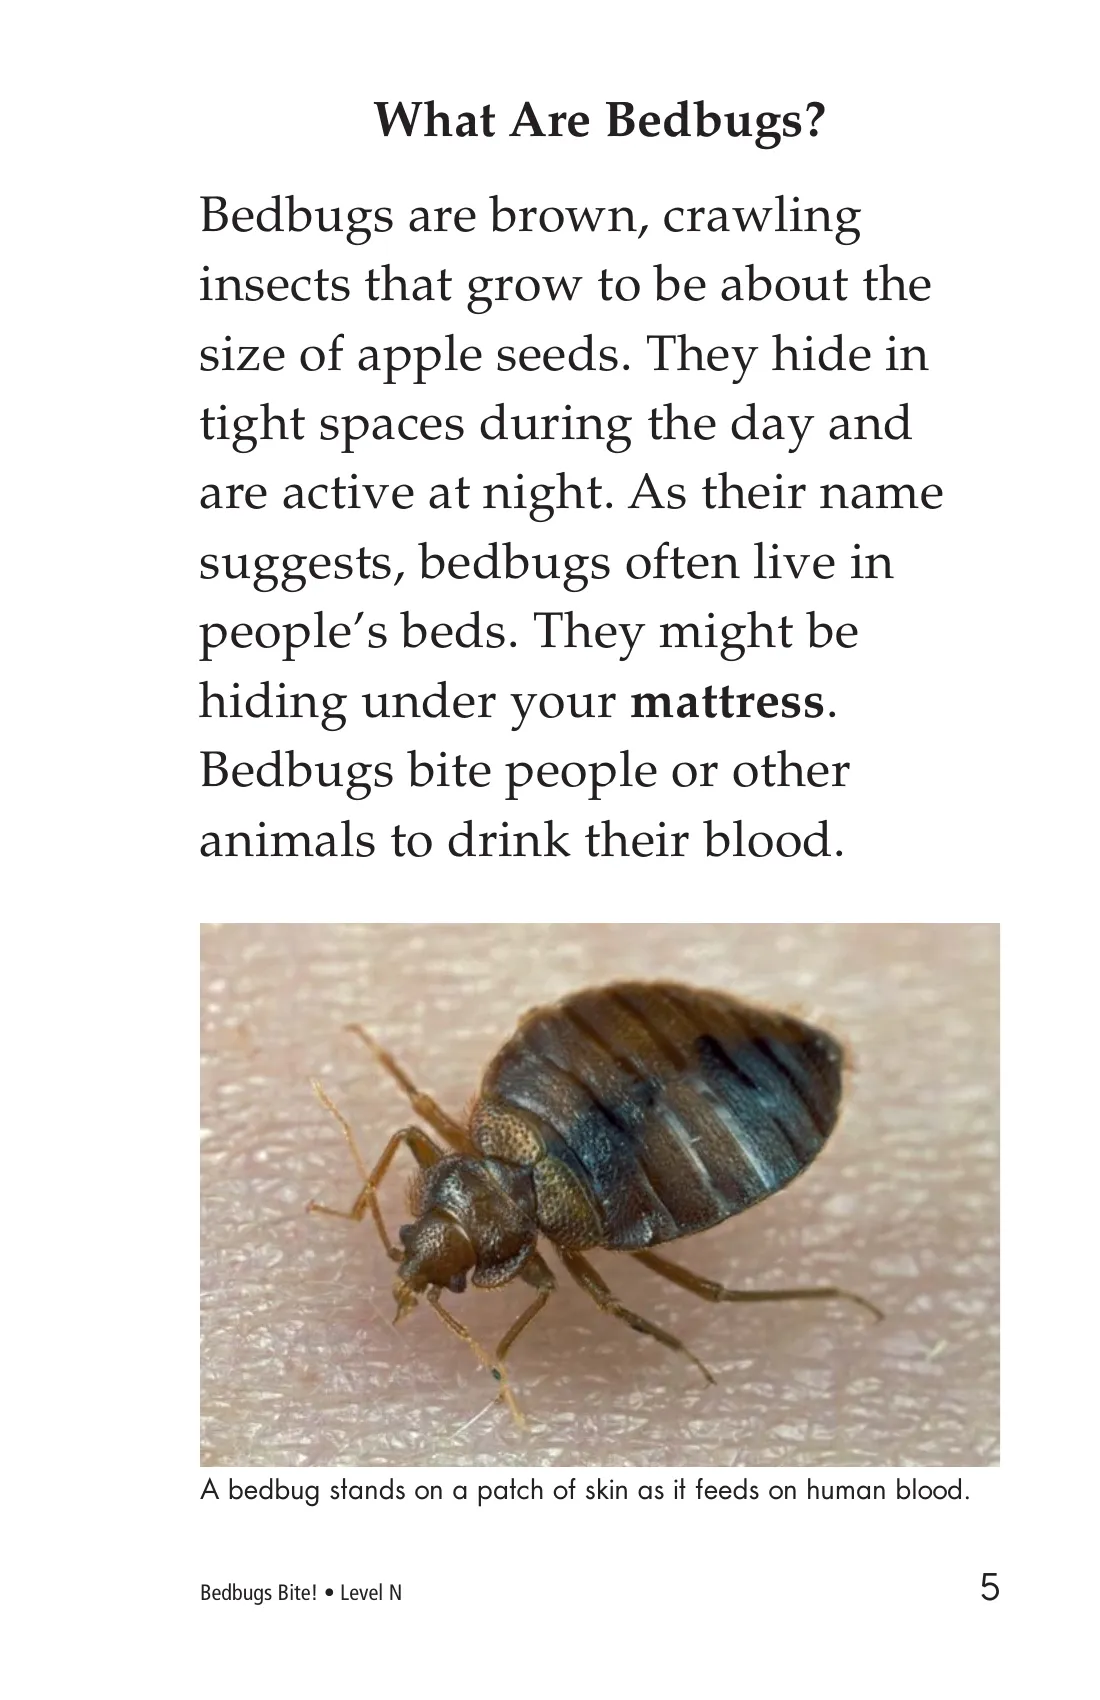 What Are Bedbugs?
Bedbugs are brown, crawling
insects that grow to be about the
size of apple seeds. They hide in
tight spaces during the day and
are active at night. As their name
suggests, bedbugs often live in
people’s beds. They might be
hiding under your mattress.
Bedbugs bite people or other
animals to drink their blood.
A bedbug stands on a patch of skin as it feeds on human blood.
Bedbugs Bite! • Level N
5